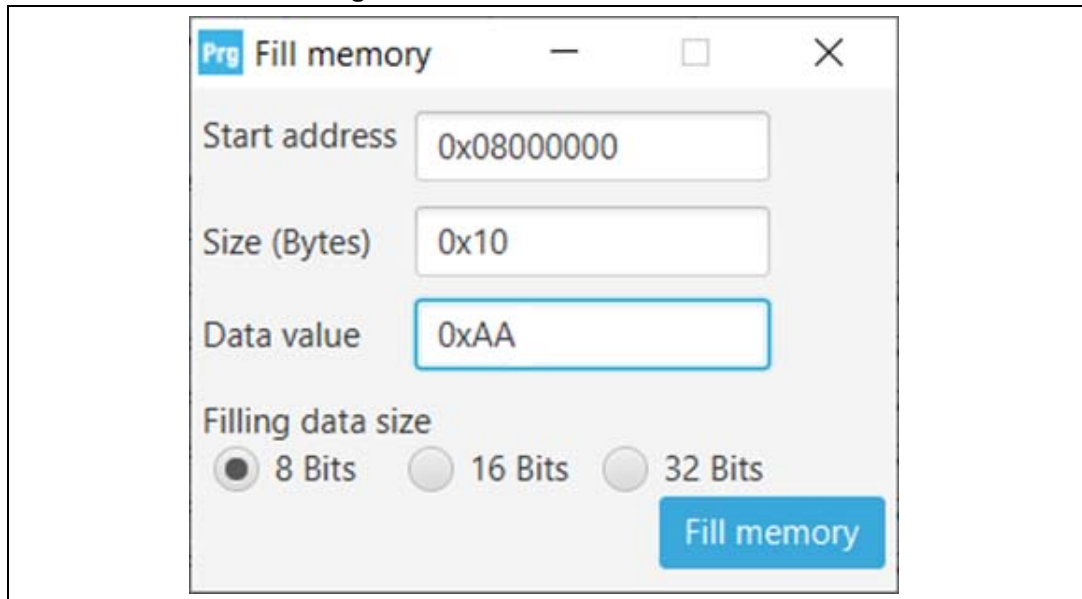 Prg Fill memory
Start address 0x08000000
Size (Bytes) 0x10
Data value 0xAA
Filling data size
8 Bits 16 Bits 32 Bits
Fill memory